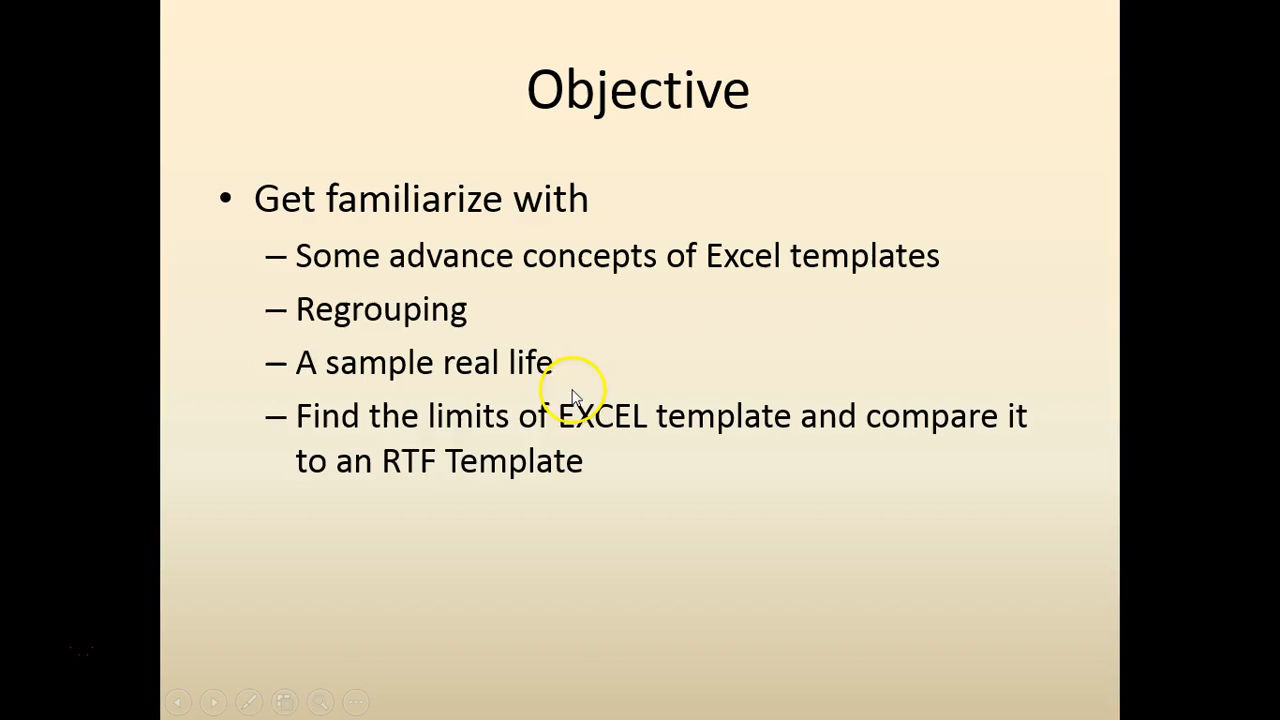 Objective
• Get familiarize with
– Some advance concepts of Excel templates
– Regrouping
– A sample real life
– Find the limits of EXCEL template and compare it
to an RTF Template